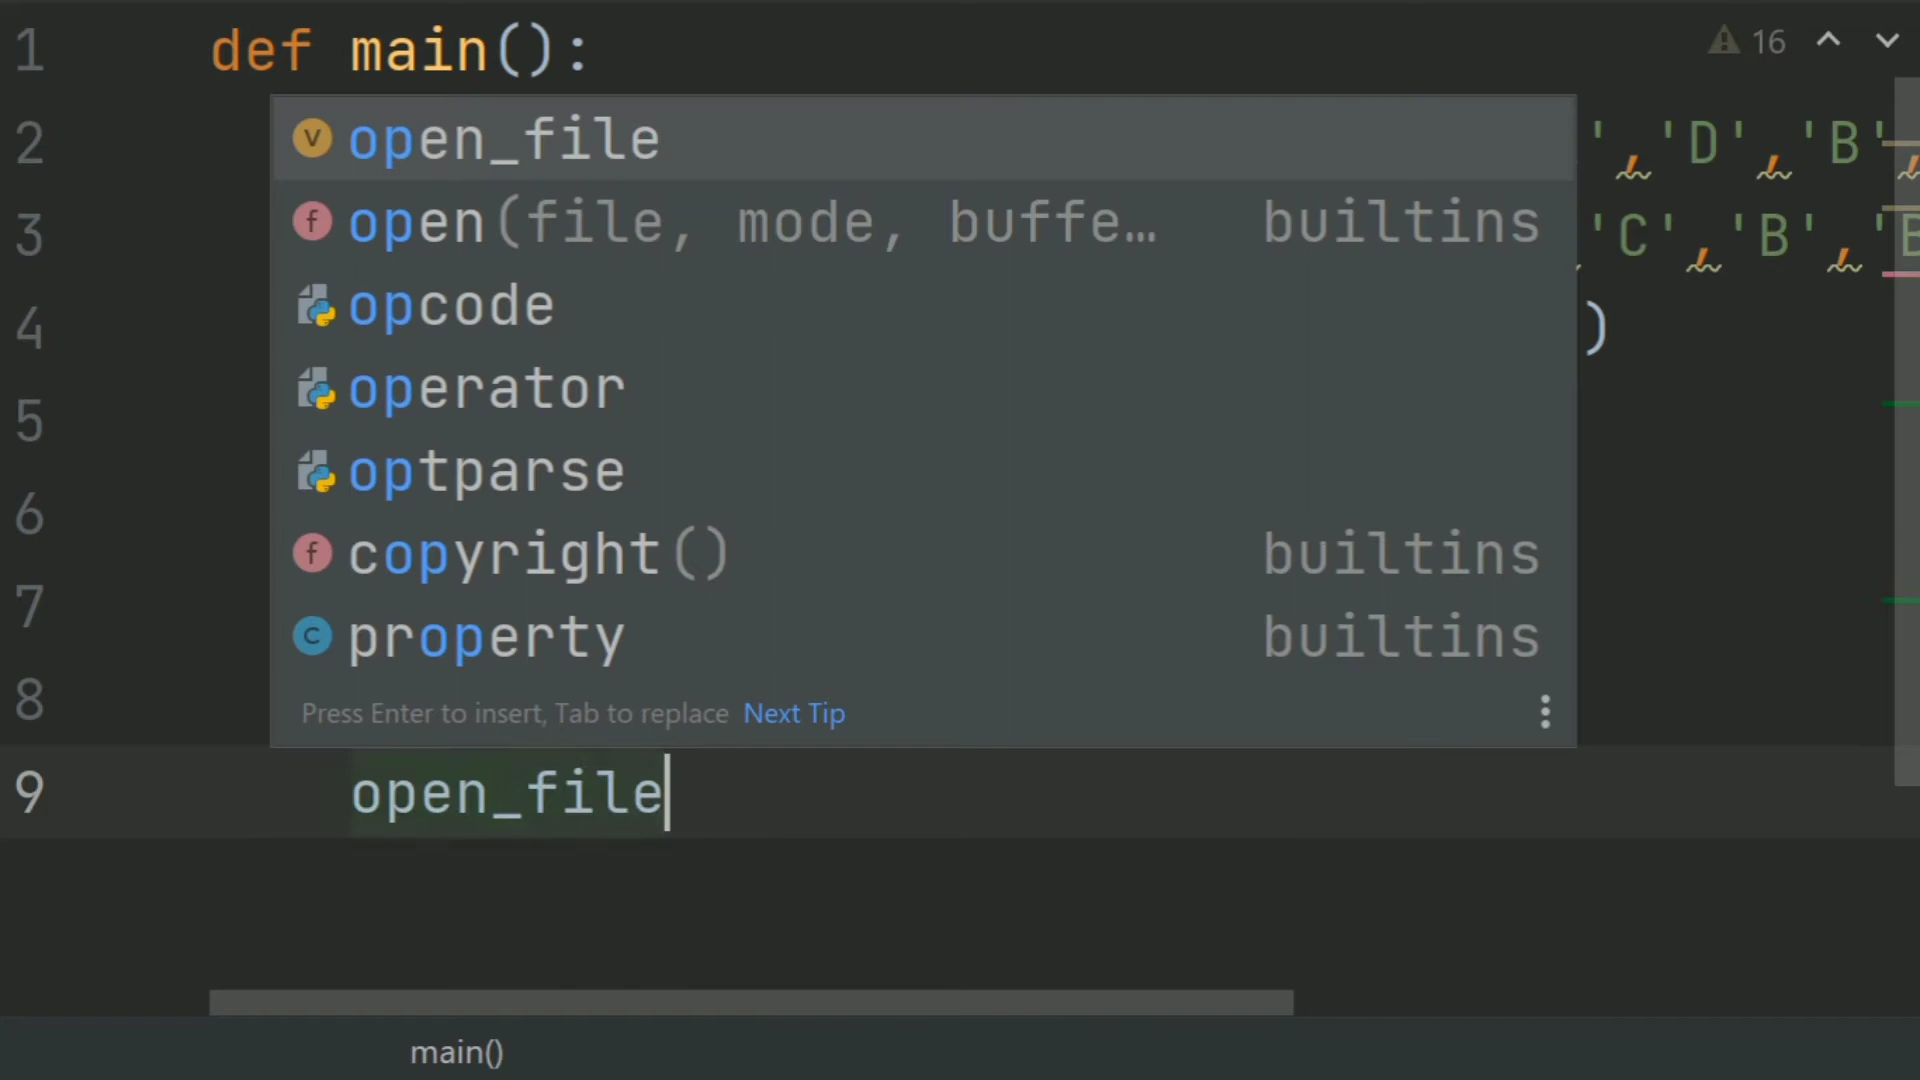 1 def main():
16
open_file
2 ','D','B',
open(file, mode, buffe… builtins
3 'C','B','B
opcode
4 )
operator
5
optparse
6
copyright() builtins
7
property builtins
8
Press Enter to insert, Tab to replace Next Tip
9 open_file
main()